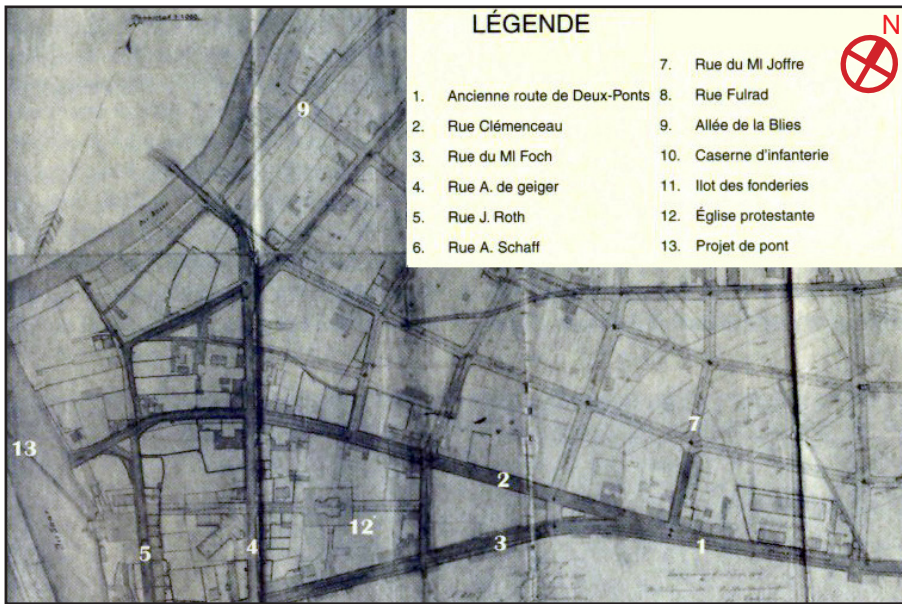 LÉGENDE
N
1. Ancienne route de Deux-Ponts
2. Rue Clémenceau
3. Rue du Ml Foch
4. Rue A. de geiger
5. Rue J. Roth
6. Rue A. Schaff
7. Rue du Ml Joffre
8. Rue Fulrad
9. Allée de la Blies
10. Caserne d'infanterie
11. Ilot des fonderies
12. Église protestante
13. Projet de pont
9
13
7
2
12
5
4
3
1